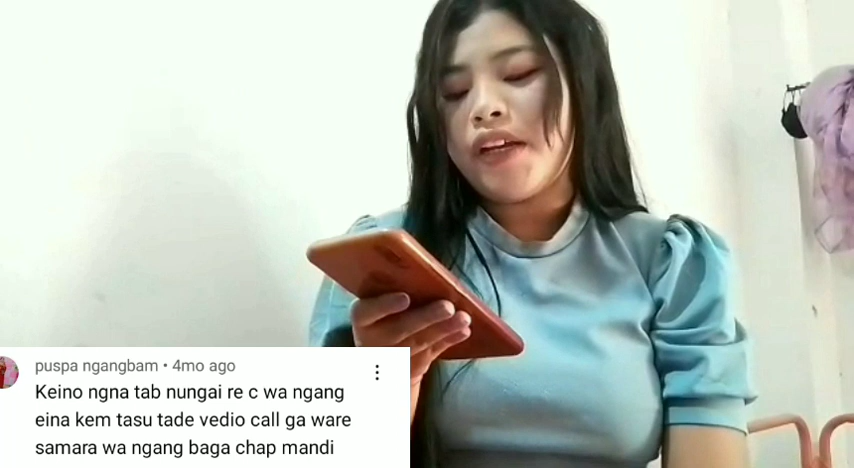 puspa ngangbam • 4mo ago
Keino ngna tab nungai re c wa ngang
eina kem tasu tade vedio call ga ware
samara wa ngang baga chap mandi